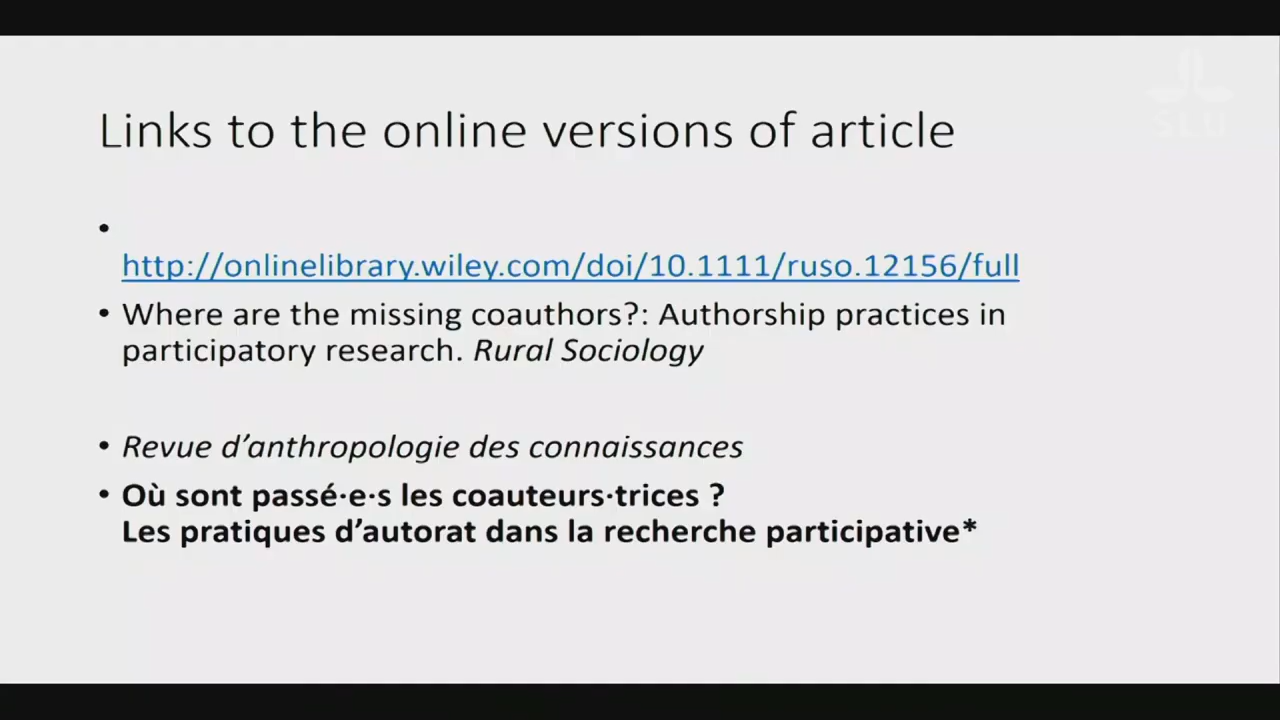 SLU
Links to the online versions of article
•
http://onlinelibrary.wiley.com/doi/10.1111/ruso.12156/full
• Where are the missing coauthors?: Authorship practices in
participatory research. Rural Sociology
• Revue d’anthropologie des connaissances
• Où sont passé·e·s les coauteurs·trices ?
Les pratiques d’autorat dans la recherche participative*